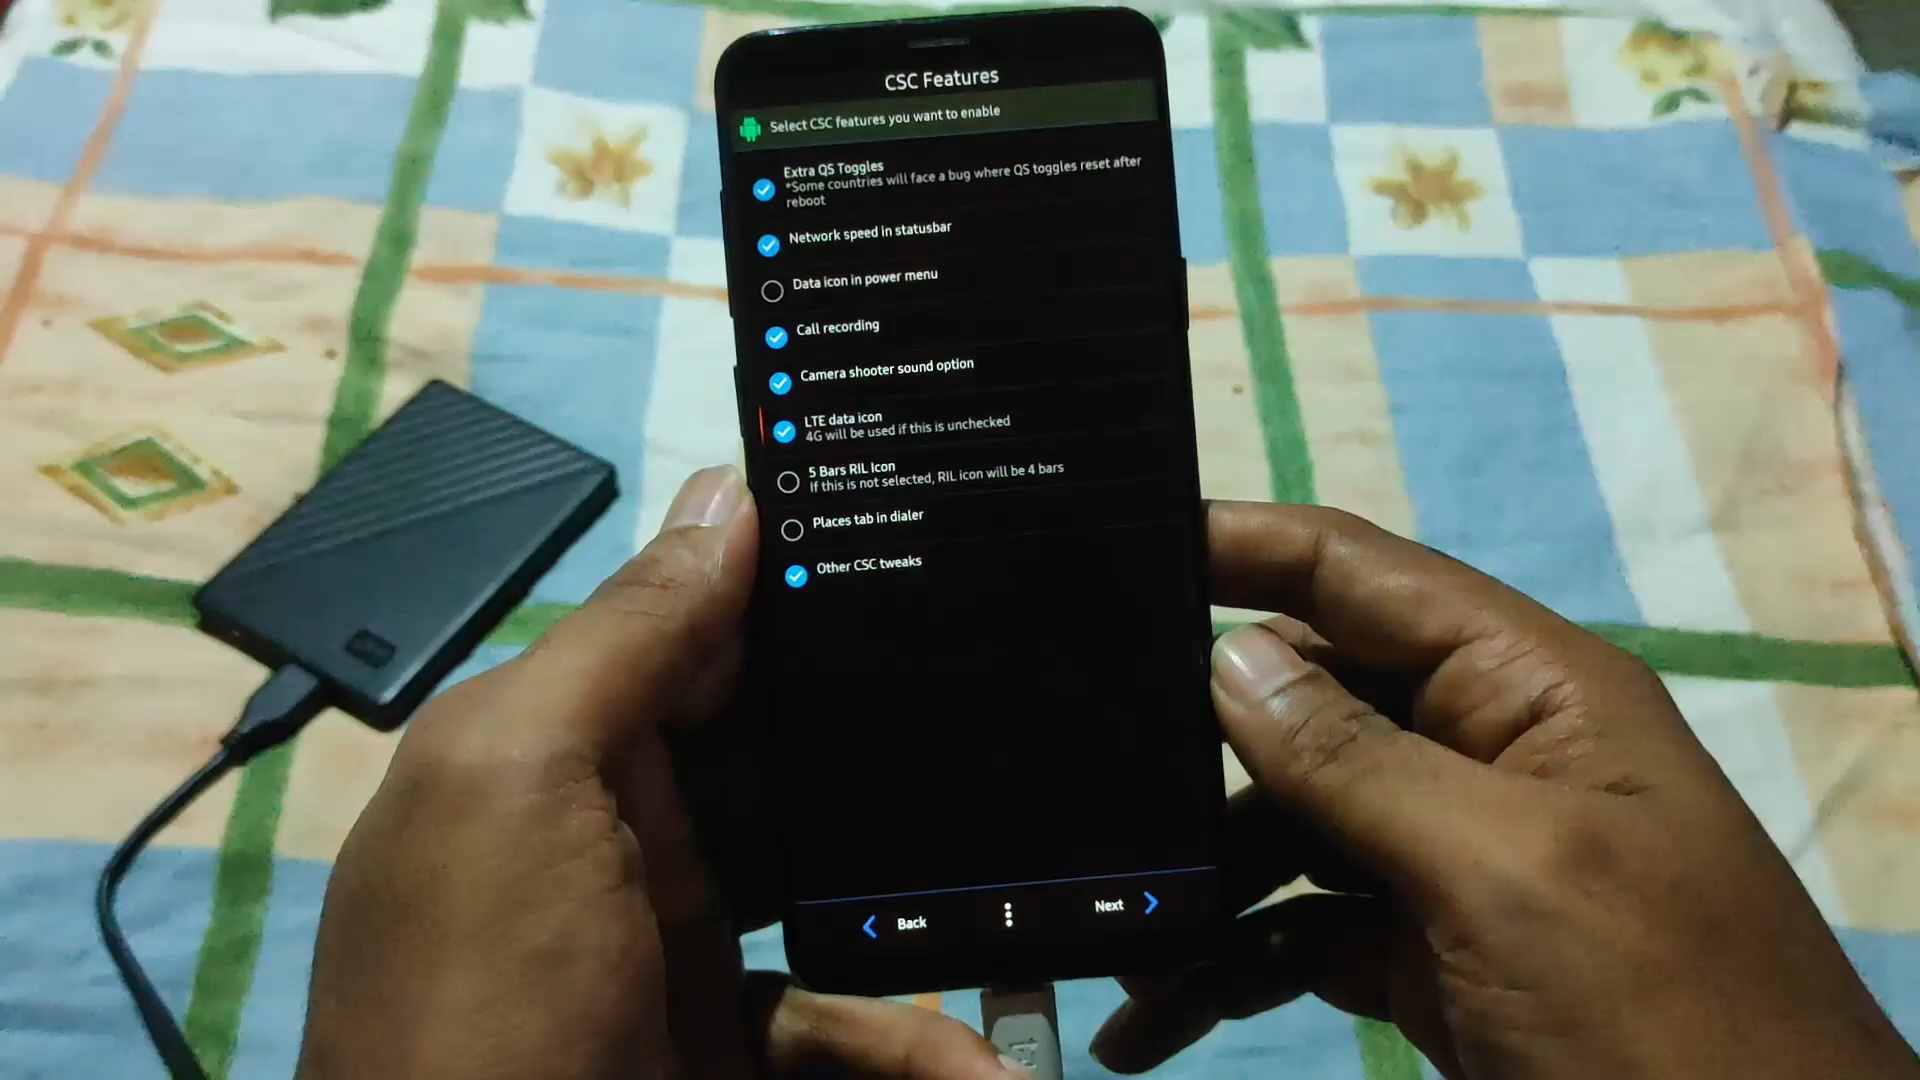 CSC Features
Select CSC features you want to enable
Extra QS Toggles
*Some countries will face a bug where QS toggles reset after
reboot
Network speed in statusbar
Data icon in power menu
Call recording
Camera shooter sound option
LTE data icon
4G will be used if this is unchecked
5 Bars RIL Icon
If this is not selected, RIL icon will be 4 bars
Places tab in dialer
Other CSC tweaks
Back
Next